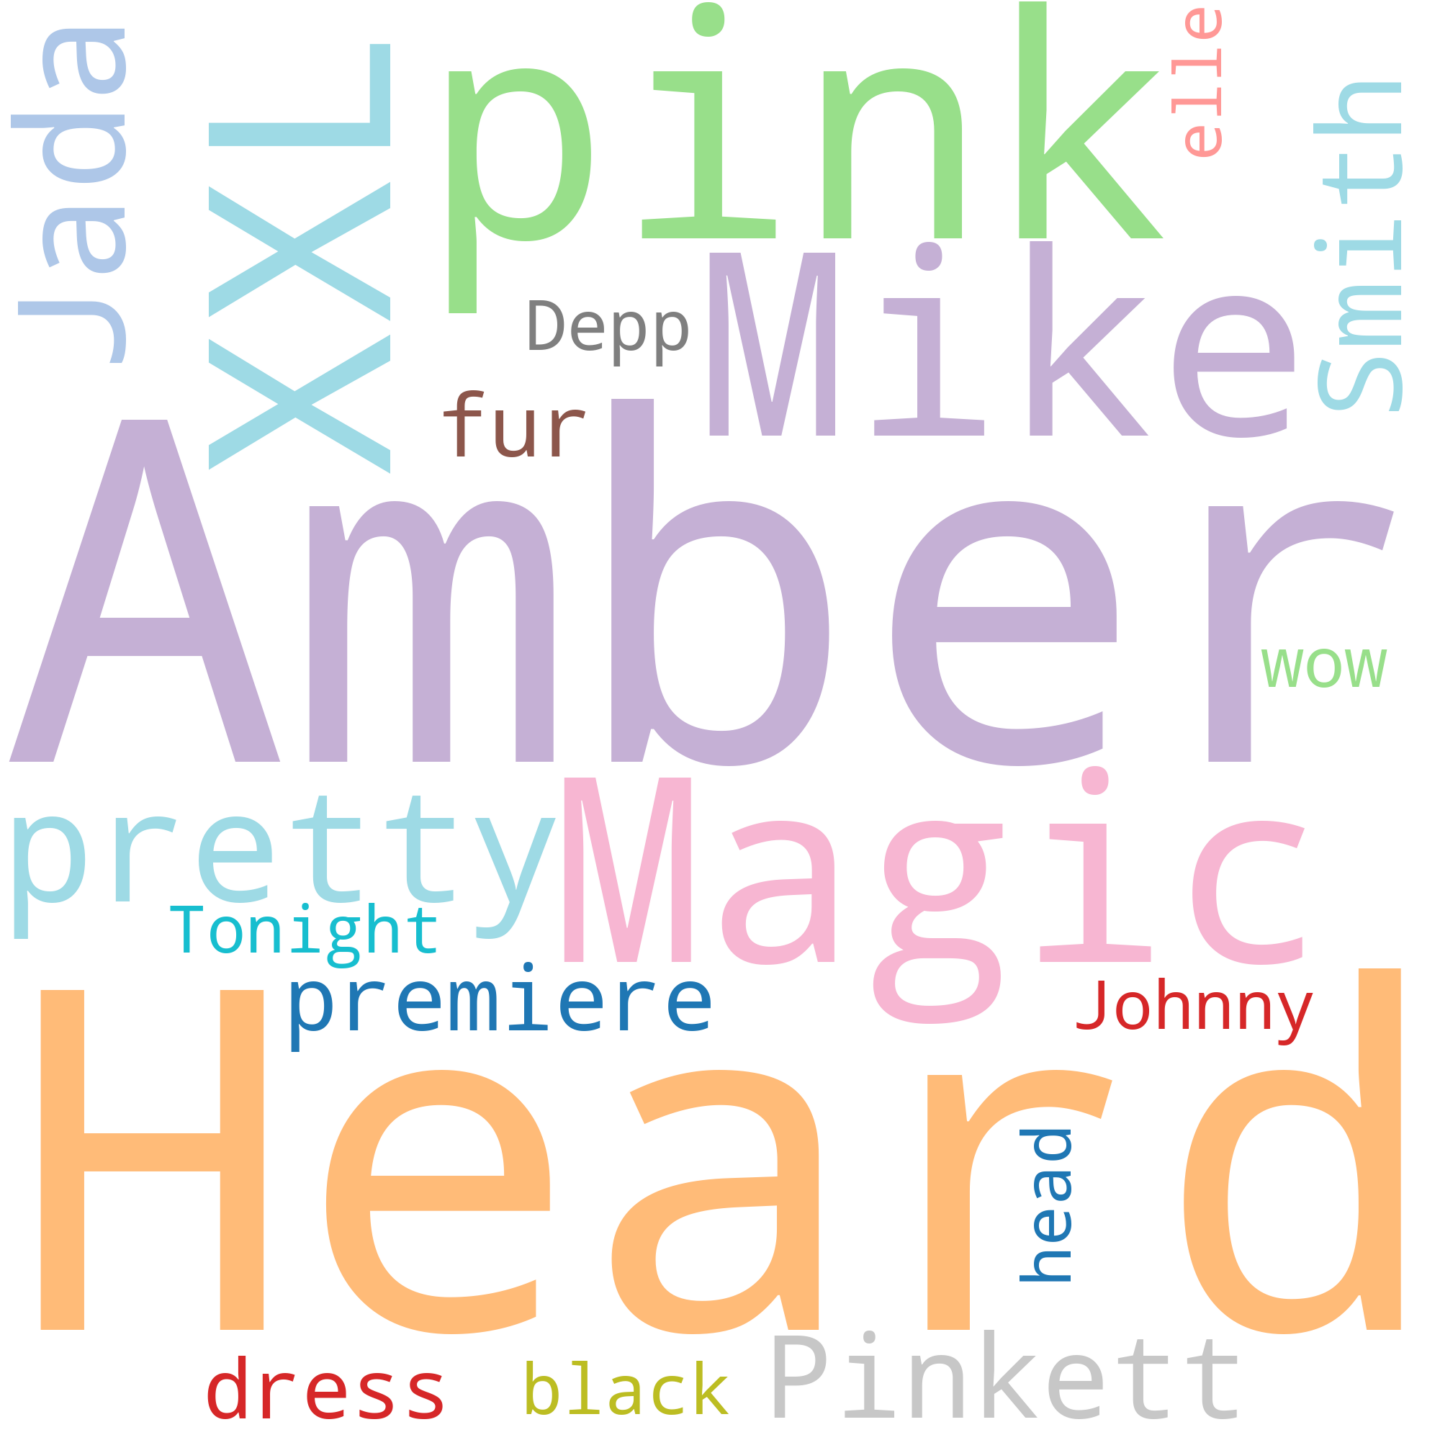 Jada
XXL
pink
elle
Smith
Mike
Depp
fur
Amber
wow
pretty
Magic
Tonight
premiere
Johnny
Heard
head
dress
black
Pinkett